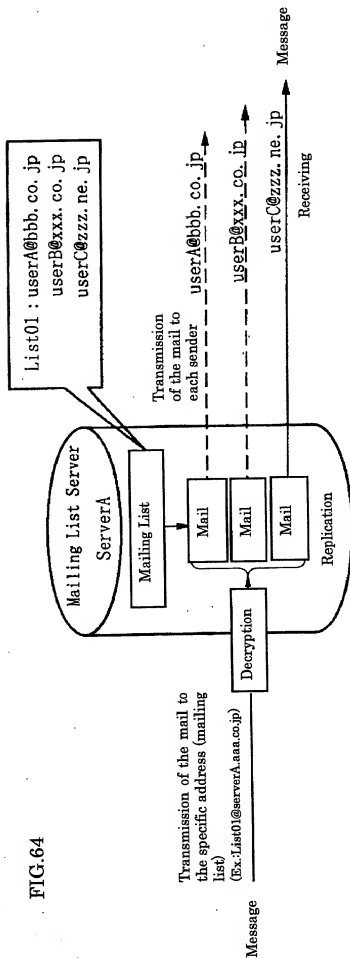 FIG.64
Message
Transmission of the mail to
the specific address (mailing
list)
(Ex:List01@serverA.aaa.co.jp)
Mailing List Server
ServerA
Mailing List
Decryption
Mail
Mail
Mail
Replication
List01：userA@bbb.co.jp
userB@xxx.co.jp
userC@zzz.ne.jp
Transmission
of the mail to
each sender
userA@bbb.co.jp
userB@xxx.co.jp
userC@zzz.ne.jp
Receiving
Message